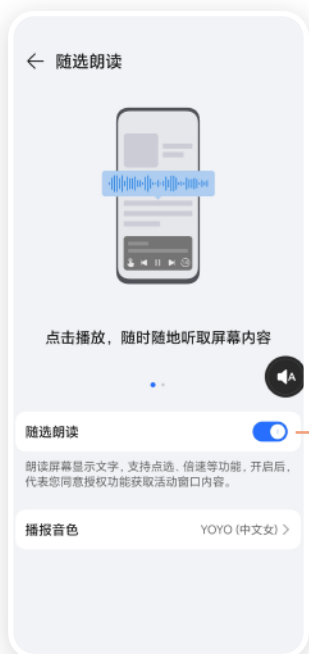 随选朗读
点击播放，随时随地听取屏幕内容
A
随选朗读
朗读屏幕显示文字，支持点选、倍速等功能，开启后，
代表您同意授权功能获取活动窗口内容。
播报音色 YOYO (中文女)